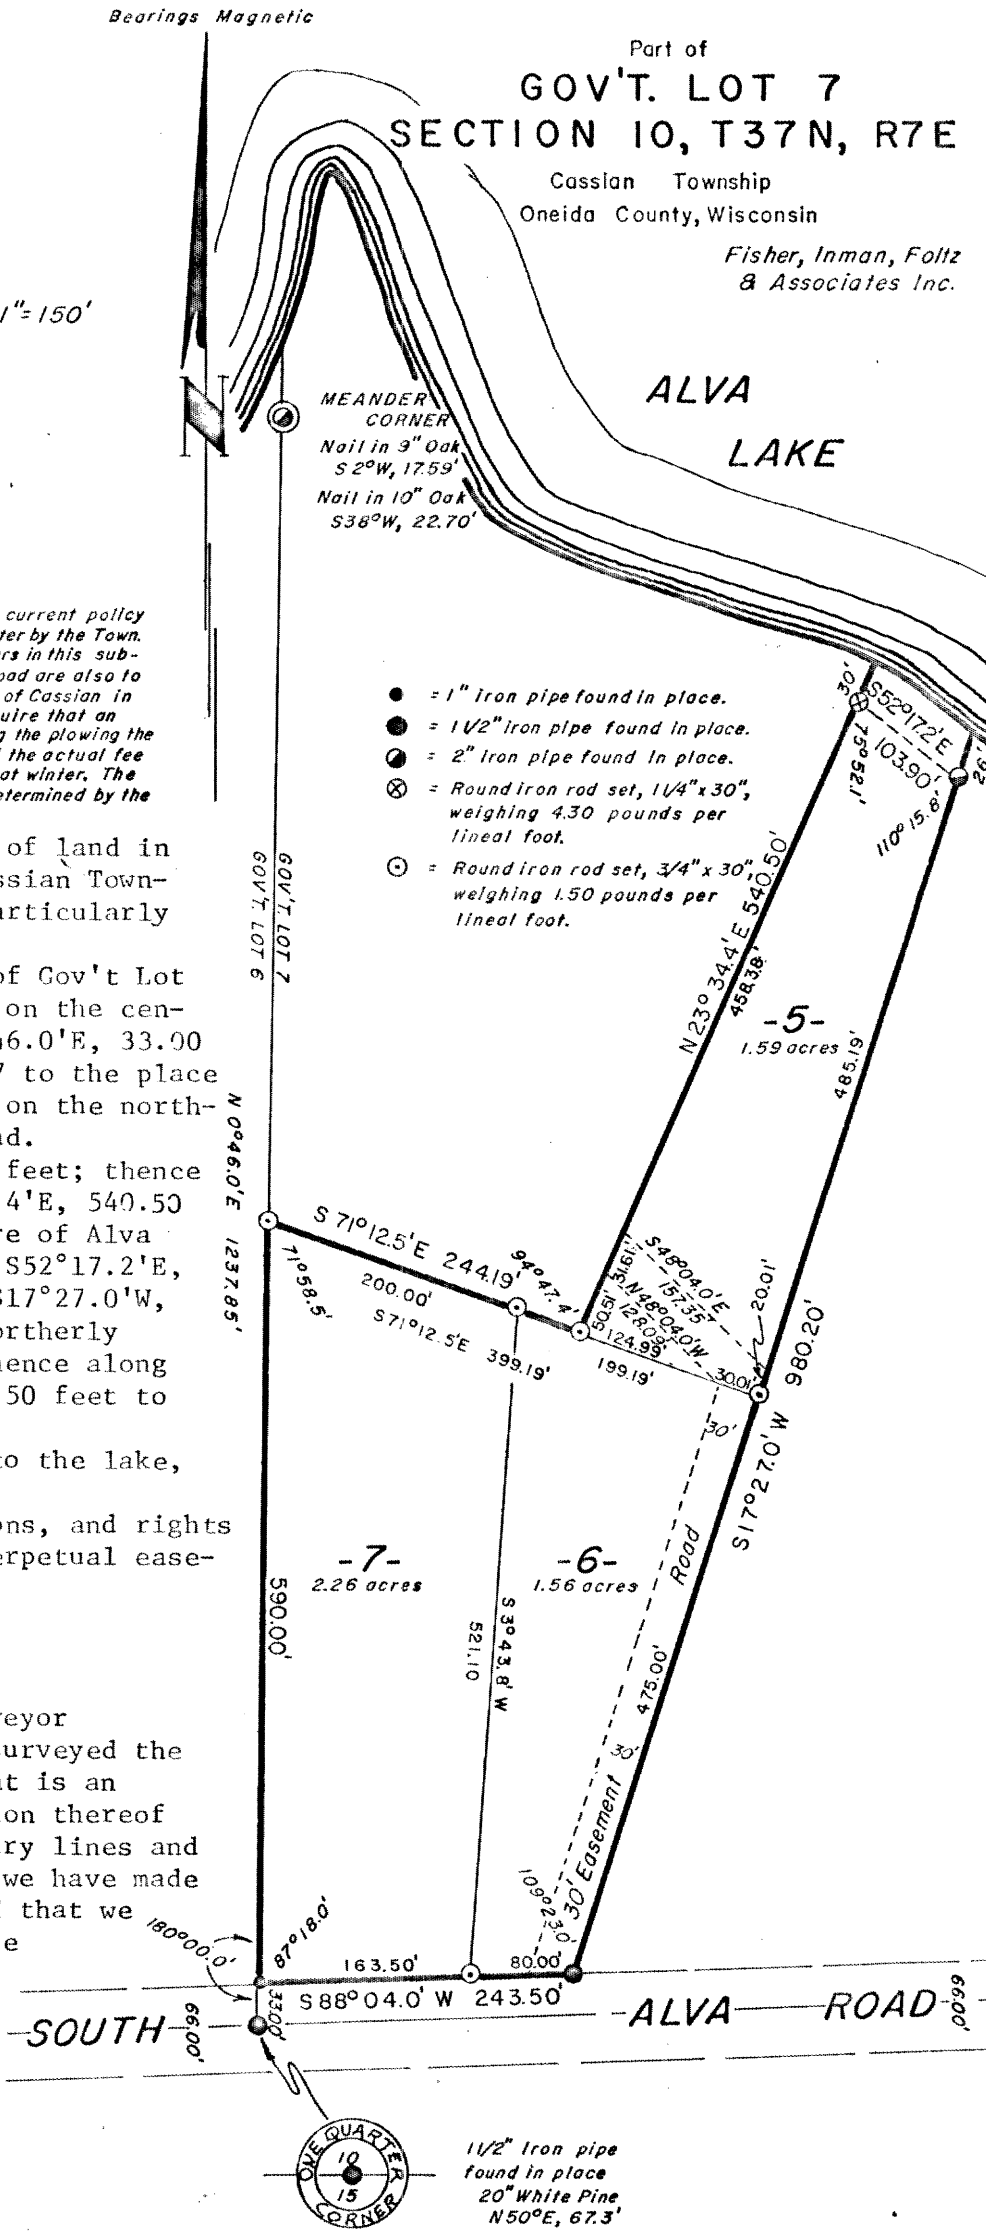 Bearings Magnetic
Part of
GOV'T. LOT 7
SECTION 10, T37N, R7E
Cassian Township
Oneida County, Wisconsin
Fisher, Inman, Foltz
& Associates Inc.
1"= 150'
N
ALVA
LAKE
MEANDER
CORNER
Nail in 9" Oak
S 2°W, 17.59'
Nail in 10" Oak
S38°W, 22.70'
current policy
ter by the Town.
rs in this sub-
oad are also to
of Cassian in
uire that an
g the plowing the
the actual fee
at winter. The
etermined by the
= 1" iron pipe found in place.
= 1 1/2" iron pipe found in place.
= 2" iron pipe found in place.
= Round iron rod set, 1 1/4" x 30",
weighing 4.30 pounds per
lineal foot.
= Round iron rod set, 3/4" x 30",
weighing 1.50 pounds per
lineal foot.
30'
S52°17.2'E
103.90'
75°52.1'
26'
110°15.8'
of land in
ssian Town-
articularly
of Gov't Lot
on the cen-
46.0'E, 33.00
7 to the place
on the north-
ad.
feet; thence
4'E, 540.50
re of Alva
S52°17.2'E,
S17°27.0'W,
ortherly
hence along
50 feet to
to the lake,
ons, and rights
erpetual ease-
GOV'T. LOT 6
GOV'T. LOT 7
N 0°46.0'E 1237.85'
N23°34.4'E 540.50'
458.38'
-5-
1.59 acres
485.19'
S 71°12.5'E 244.19'
200.00'
S71°12.5'E 399.19'
71°58.5'
94°47.4'
31.61'
50.51'
S48°04.0'E
157.35'
N48°04.0'W
128.09'
20.01'
124.99'
199.19'
30.01'
980.20'
S17°27.0'W
30'
Road
-7-
2.26 acres
-6-
1.56 acres
590.00'
S 3°43.8' W
521.10
475.00'
30'
30' Easement
109°23.0'
veyor
surveyed the
at is an
ion thereof
ry lines and
we have made
that we
e
180°00.0'
87°18.0'
163.50'
80.00'
S 88°04.0' W 243.50'
33.00'
66.00'
SOUTH ALVA ROAD
66.00'
ONE QUARTER
10
15
CORNER
1 1/2" Iron pipe
found in place
20" White Pine
N50°E, 67.3'